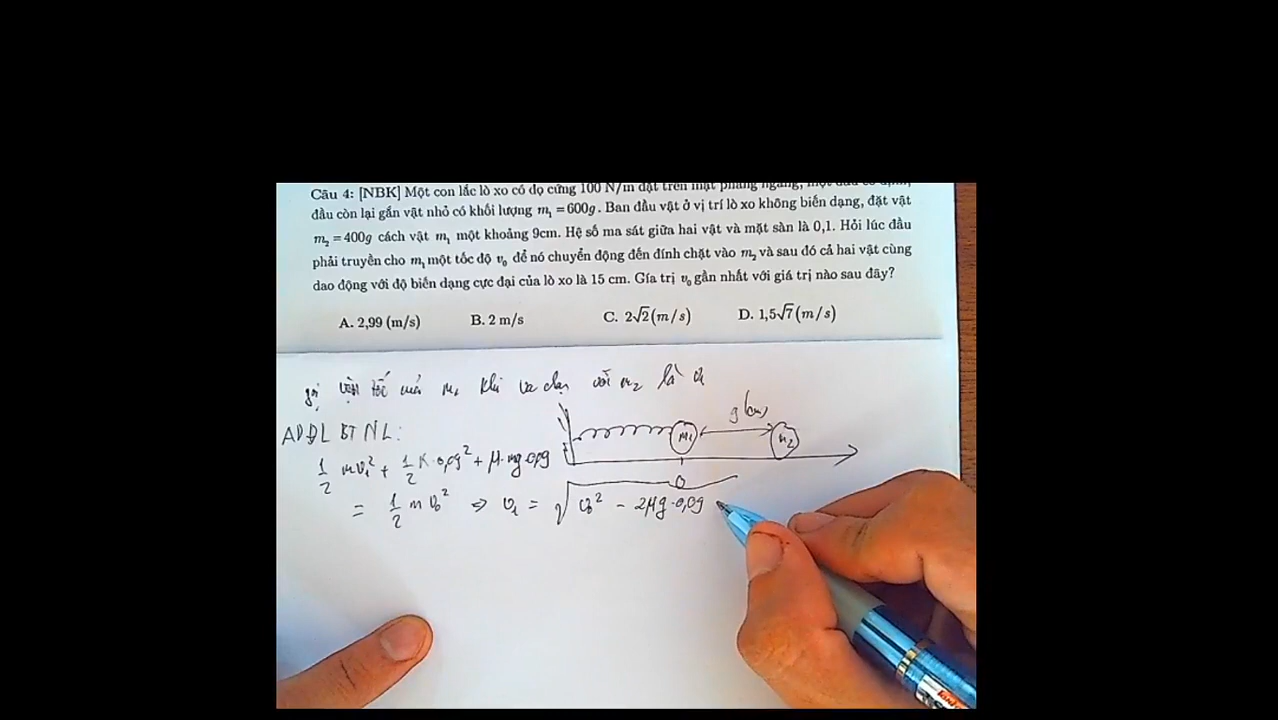 Câu 4: [NBK] Một con lắc lò xo có độ cứng 100 N/m đặt trên mặt phẳng ngang, một đầu cố định,
đầu còn lại gắn vật nhỏ có khối lượng m₁ = 600g. Ban đầu vật ở vị trí lò xo không biến dạng, đặt vật
m₂ = 400g cách vật m₁ một khoảng 9cm. Hệ số ma sát giữa hai vật và mặt sàn là 0,1. Hỏi lúc đầu
phải truyền cho m₁ một tốc độ v₀ để nó chuyển động đến đính chặt vào m₂ và sau đó cả hai vật cùng
dao động với độ biến dạng cực đại của lò xo là 15 cm. Gía trị v₀ gần nhất với giá trị nào sau đây?
A. 2,99 (m/s) B. 2 m/s C. 2√2(m/s) D. 1,5√7(m/s)
gọi vận tốc của m₁ khi va chạm với m₂ là v₁
9(cm)
m₁ m₂
ADĐL BT NL:
1/2 mv₁² + 1/2 K·0,09² + μ·mg·0,09
O
= 1/2 mv₀² ⇒ v₁ = √v₀² - 2μg·0,09